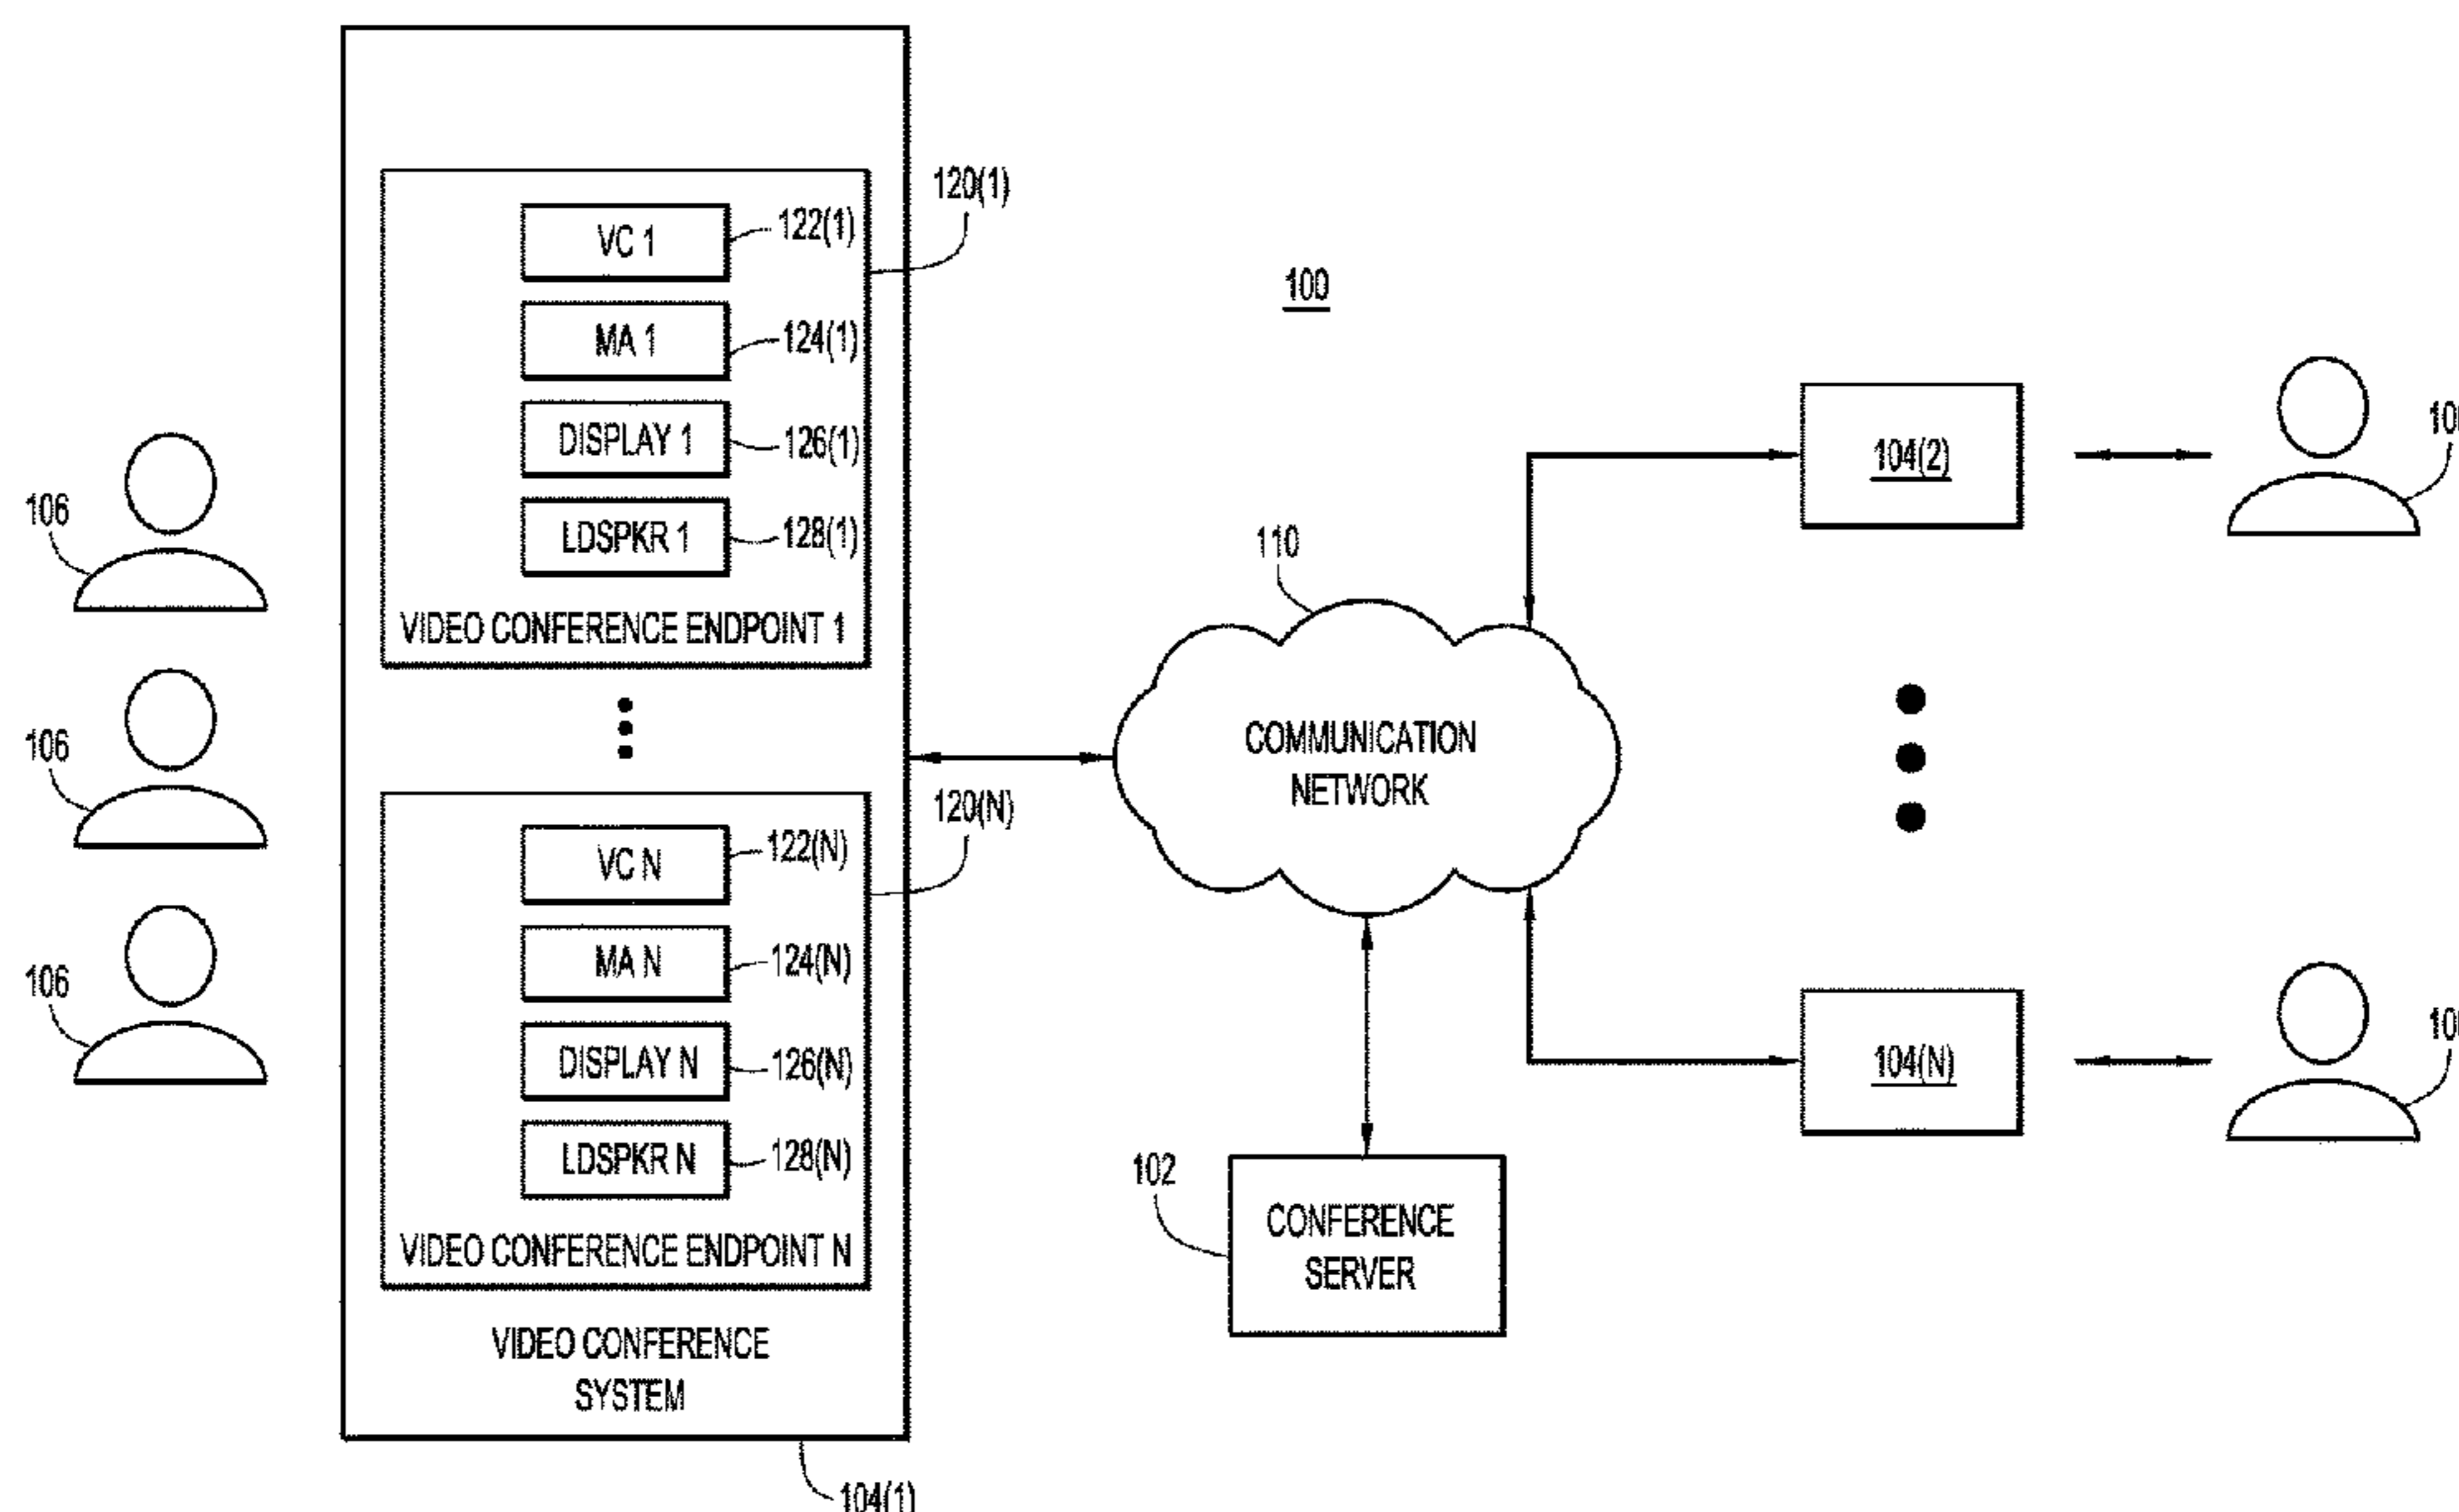 120(1)
VC 1
122(1)
MA 1
124(1)
DISPLAY 1
126(1)
LDSPKR 1
128(1)
VIDEO CONFERENCE ENDPOINT 1
106
106
106
120(N)
VC N
122(N)
MA N
124(N)
DISPLAY N
126(N)
LDSPKR N
128(N)
VIDEO CONFERENCE ENDPOINT N
VIDEO CONFERENCE
SYSTEM
104(1)
100
110
COMMUNICATION
NETWORK
102
CONFERENCE
SERVER
104(2)
104(N)